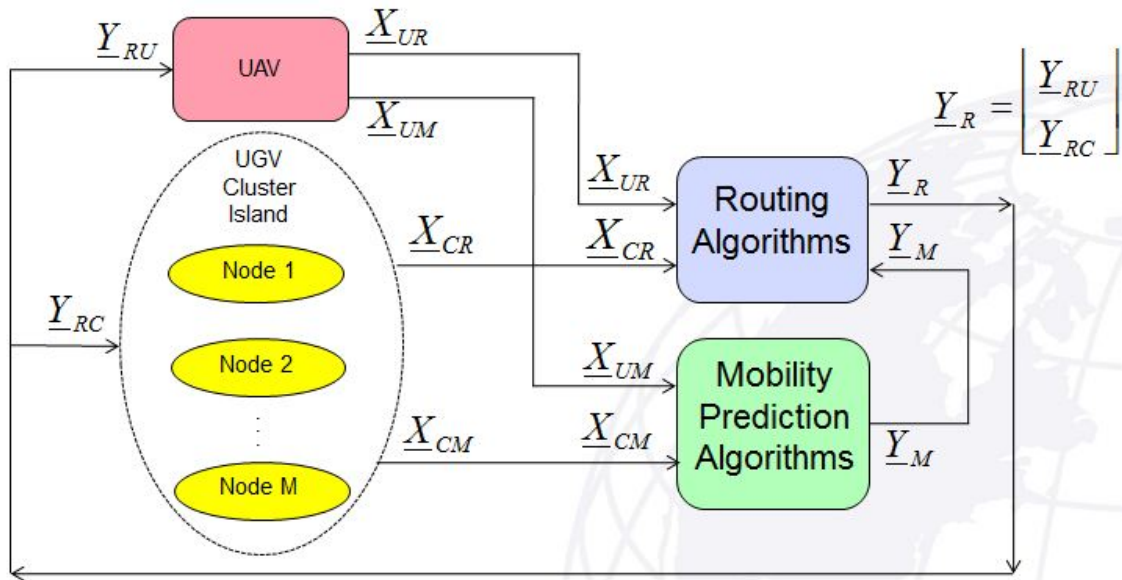 Y_RU
X_UR
UAV
X_UM
Y_R = [Y_RU
Y_RC]
UGV
Cluster
Island
X_UR
Routing
Algorithms
Y_R
X_CR
X_CR
Y_M
Node 1
Y_RC
Node 2
X_UM
Mobility
Prediction
Algorithms
X_CM
X_CM
Y_M
Node M